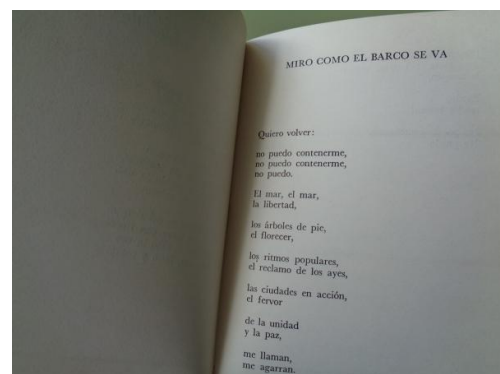 MIRO COMO EL BARCO SE VA
Quiero volver:
no puedo contenerme,
no puedo contenerme,
no puedo.
El mar, el mar,
la libertad,
los árboles de pie,
el florecer,
los ritmos populares,
el reclamo de los ayes,
las ciudades en acción,
el fervor
de la unidad
y la paz,
me llaman,
me agarran.